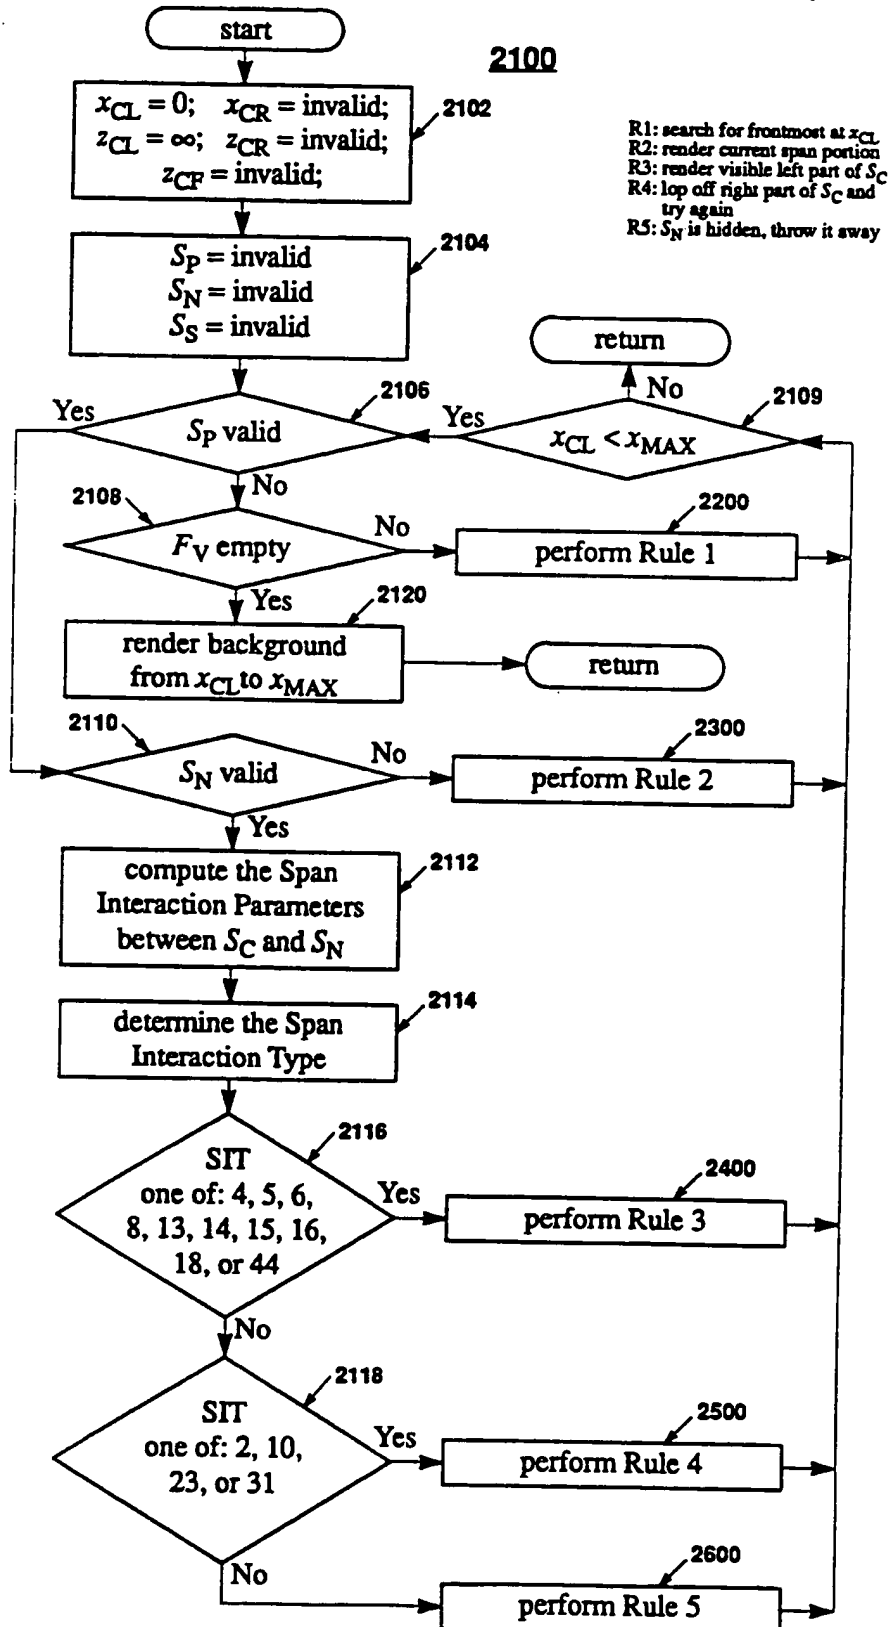 start
2100
x_CL = 0; x_CR = invalid;
z_CL = ∞; z_CR = invalid;
z_CF = invalid;
2102
R1: search for frontmost at x_CL
R2: render current span portion
R3: render visible left part of S_C
R4: lop off right part of S_C and
try again
R5: S_N is hidden, throw it away
S_P = invalid
S_N = invalid
S_S = invalid
2104
return
No
2106
2109
Yes
S_P valid
Yes
x_CL < x_MAX
No
2108
F_V empty
No
2200
perform Rule 1
Yes
2120
render background
from x_CL to x_MAX
return
2110
S_N valid
No
2300
perform Rule 2
Yes
compute the Span
Interaction Parameters
between S_C and S_N
2112
determine the Span
Interaction Type
2114
2116
SIT
one of: 4, 5, 6,
8, 13, 14, 15, 16,
18, or 44
Yes
2400
perform Rule 3
No
2118
SIT
one of: 2, 10,
23, or 31
Yes
2500
perform Rule 4
No
2600
perform Rule 5